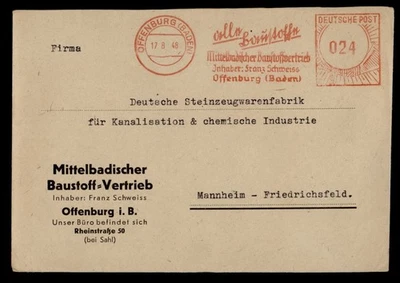 OFFENBURG (BADEN)
17 8 48
alle Baustoffe
Mittelbadischer Baustoffvertrieb
Inhaber: Franz Schweiss
Offenburg (Baden)
DEUTSCHE POST
024
Firma
Deutsche Steinzeugwarenfabrik
für Kanalisation & chemische Industrie
Mannheim - Friedrichsfeld.
Mittelbadischer
Baustoff-Vertrieb
Inhaber: Franz Schweiss
Offenburg i. B.
Unser Büro befindet sich
Rheinstraße 50
(bei Sahl)